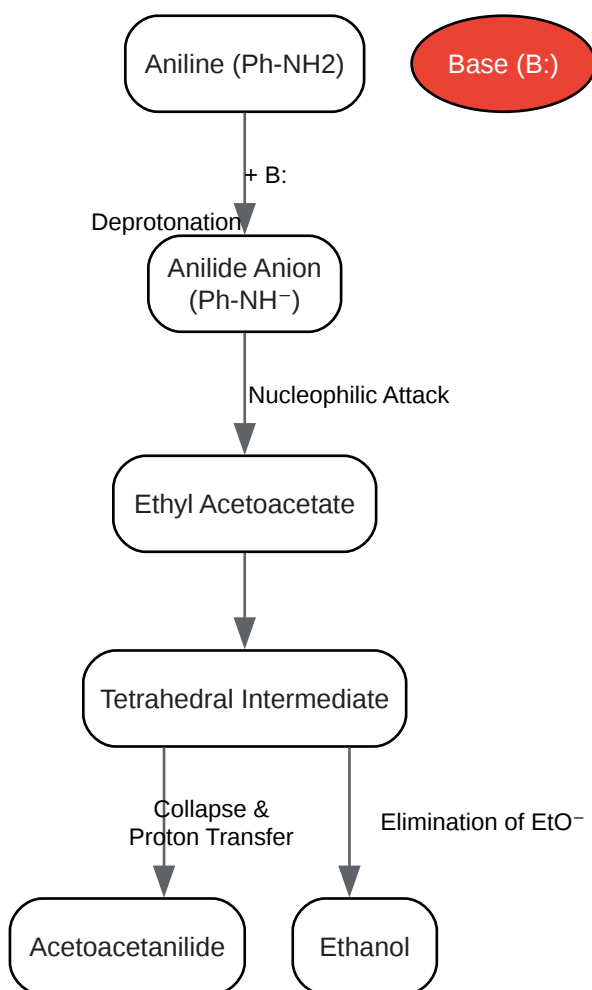 Aniline (Ph-NH2)
Base (B:)
+ B:
Deprotonation
Anilide Anion
(Ph-NH⁻)
Nucleophilic Attack
Ethyl Acetoacetate
Tetrahedral Intermediate
Collapse &
Proton Transfer
Elimination of EtO⁻
Acetoacetanilide
Ethanol